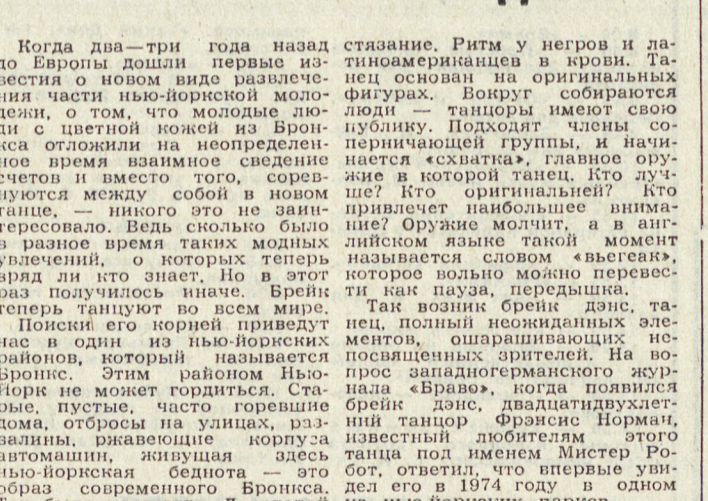 Когда два—три года назад
до Европы дошли первые из-
вестия о новом виде развлече-
ния части нью-йоркской моло-
дежи, о том, что молодые лю-
ди с цветной кожей из Брон-
кса отложили на неопределен-
ное время взаимное сведение
счетов и вместо того, сорев-
нуются между собой в новом
танце, — никого это не заин-
тересовало. Ведь сколько было
в разное время таких модных
увлечений, о которых теперь
вряд ли кто знает. Но в этот
раз получилось иначе. Брейк
теперь танцуют во всем мире.
Поиски его корней приведут
нас в один из нью-йоркских
районов, который называется
Бронкс. Этим районом Нью-
Йорк не может гордиться. Ста-
рые, пустые, часто горевшие
дома, отбросы на улицах, раз-
валины, ржавеющие корпуса
автомашин, живущая здесь
нью-йоркская беднота — это
образ современного Бронкса.
стязание. Ритм у негров и ла-
тиноамериканцев в крови. Та-
нец основан на оригинальных
фигурах. Вокруг собираются
люди — танцоры имеют свою
публику. Подходят члены со-
перничающей группы, и начи-
нается «схватка», главное ору-
жие в которой танец. Кто луч-
ше? Кто оригинальней? Кто
привлечет наибольшее внима-
ние? Оружие молчит, а в анг-
лийском языке такой момент
называется словом «вьегеак»,
которое вольно можно перевес-
ти как пауза, передышка.
Так возник брейк дэнс, та-
нец, полный неожиданных эле-
ментов, ошарашивающих не-
посвященных зрителей. На во-
прос западногерманского жур-
нала «Браво», когда появился
брейк дэнс, двадцатидвухлет-
ний танцор Фрэнсис Норман,
известный любителям этого
танца под именем Мистер Ро-
бот, ответил, что впервые уви-
дел его в 1974 году в одном
из нью-йоркских парков.